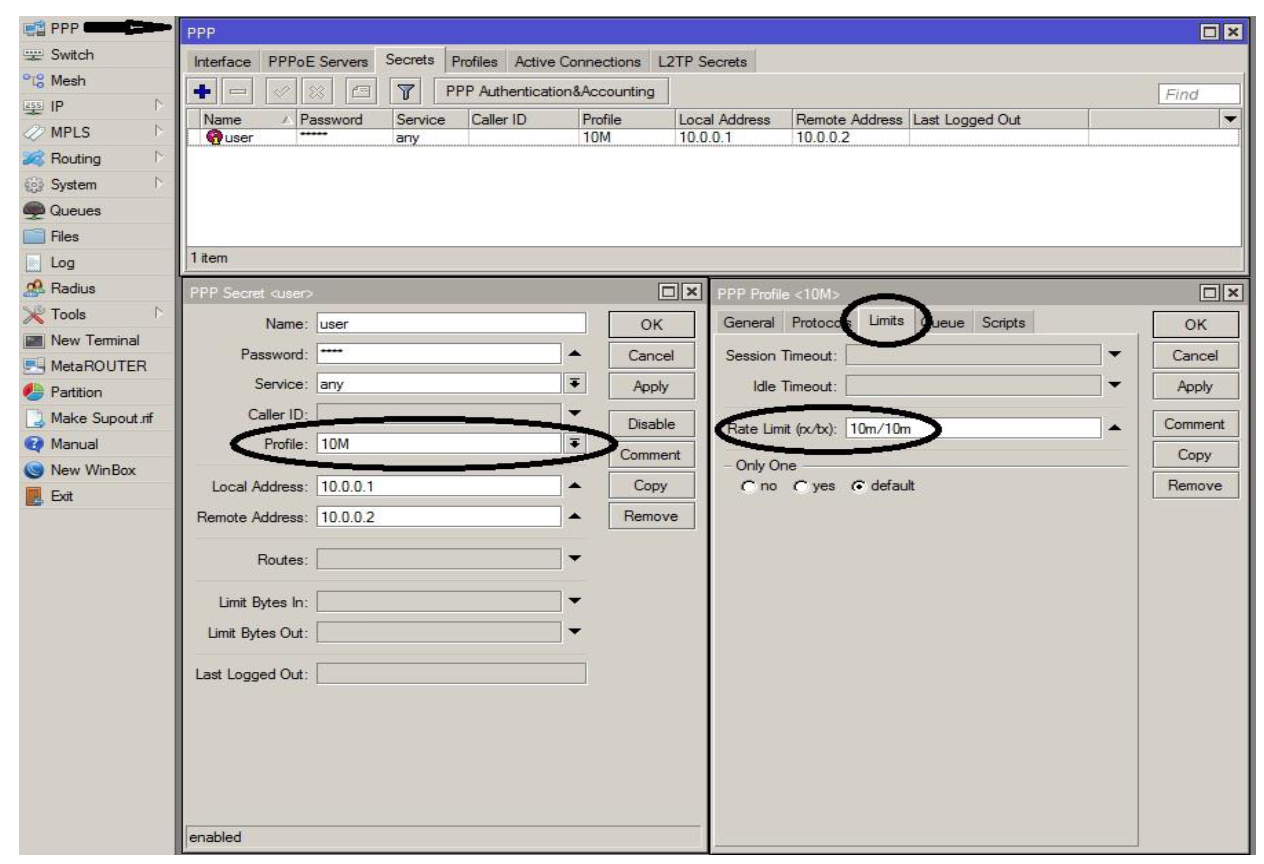 PPP
Switch
Mesh
IP
MPLS
Routing
System
Queues
Files
Log
Radius
Tools
New Terminal
MetaROUTER
Partition
Make Supout.rif
Manual
New WinBox
Exit
PPP
Interface PPPoE Servers Secrets Profiles Active Connections L2TP Secrets
PPP Authentication&Accounting Find
Name Password Service Caller ID Profile Local Address Remote Address Last Logged Out
user ***** any 10M 10.0.0.1 10.0.0.2
1 item
PPP Secret <user>
Name: user OK
Password: **** Cancel
Service: any Apply
Caller ID: Disable
Profile: 10M Comment
Local Address: 10.0.0.1 Copy
Remote Address: 10.0.0.2 Remove
Routes:
Limit Bytes In:
Limit Bytes Out:
Last Logged Out:
enabled
PPP Profile <10M>
General Protocols Limits Queue Scripts OK
Session Timeout: Cancel
Idle Timeout: Apply
Rate Limit (rx/tx): 10m/10m Comment
Only One Copy
no yes default Remove